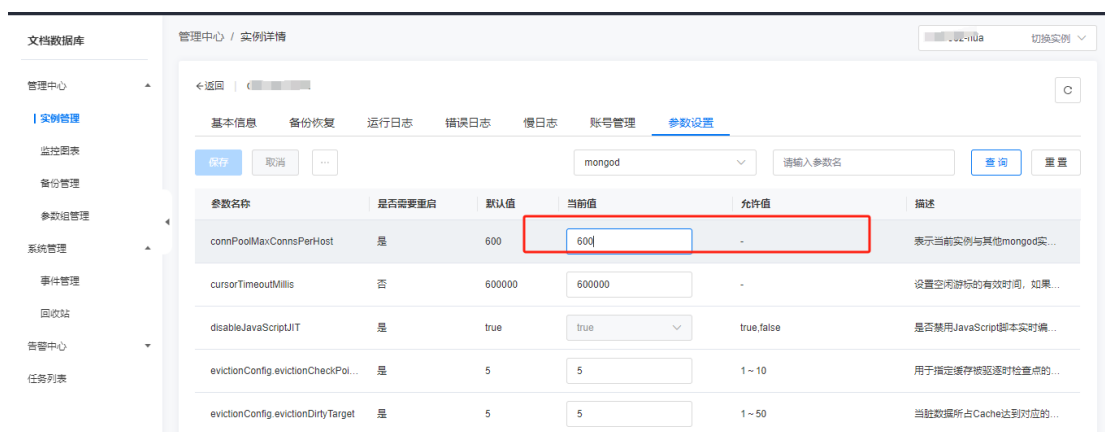 文档数据库
管理中心 / 实例详情
切换实例
管理中心
实例管理
监控图表
备份管理
参数组管理
系统管理
事件管理
回收站
告警中心
任务列表
返回
基本信息 备份恢复 运行日志 错误日志 慢日志 账号管理 参数设置
保存 取消 ... mongod 请输入参数名 查询 重置
参数名称 是否需要重启 默认值 当前值 允许值 描述
connPoolMaxConnsPerHost 是 600 600 - 表示当前实例与其他mongod实...
cursorTimeoutMillis 否 600000 600000 - 设置空闲游标的有效时间，如果...
disableJavaScriptJIT 是 true true true,false 是否禁用JavaScript脚本实时编...
evictionConfig.evictionCheckPoi... 是 5 5 1 ~ 10 用于指定缓存被驱逐时检查点的...
evictionConfig.evictionDirtyTarget 是 5 5 1 ~ 50 当脏数据所占Cache达到对应的...